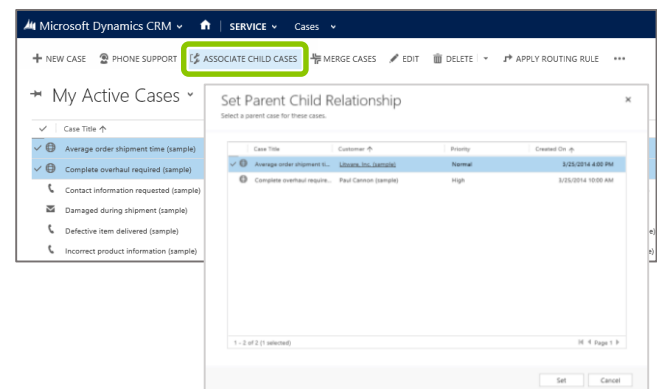 Microsoft Dynamics CRM SERVICE Cases
NEW CASE PHONE SUPPORT ASSOCIATE CHILD CASES MERGE CASES EDIT DELETE APPLY ROUTING RULE •••
My Active Cases
Case Title
Average order shipment time (sample)
Complete overhaul required (sample)
Contact information requested (sample)
Damaged during shipment (sample)
Defective item delivered (sample)
Incorrect product information (sample)
Set Parent Child Relationship
Select a parent case for these cases.
Case Title Customer Priority Created On
Average order shipment ti... Litware, Inc. (sample) Normal 3/25/2014 4:00 PM
Complete overhaul require... Paul Cannon (sample) High 3/25/2014 10:00 AM
1 - 2 of 2 (1 selected) Page 1
Set Cancel
e)
e)